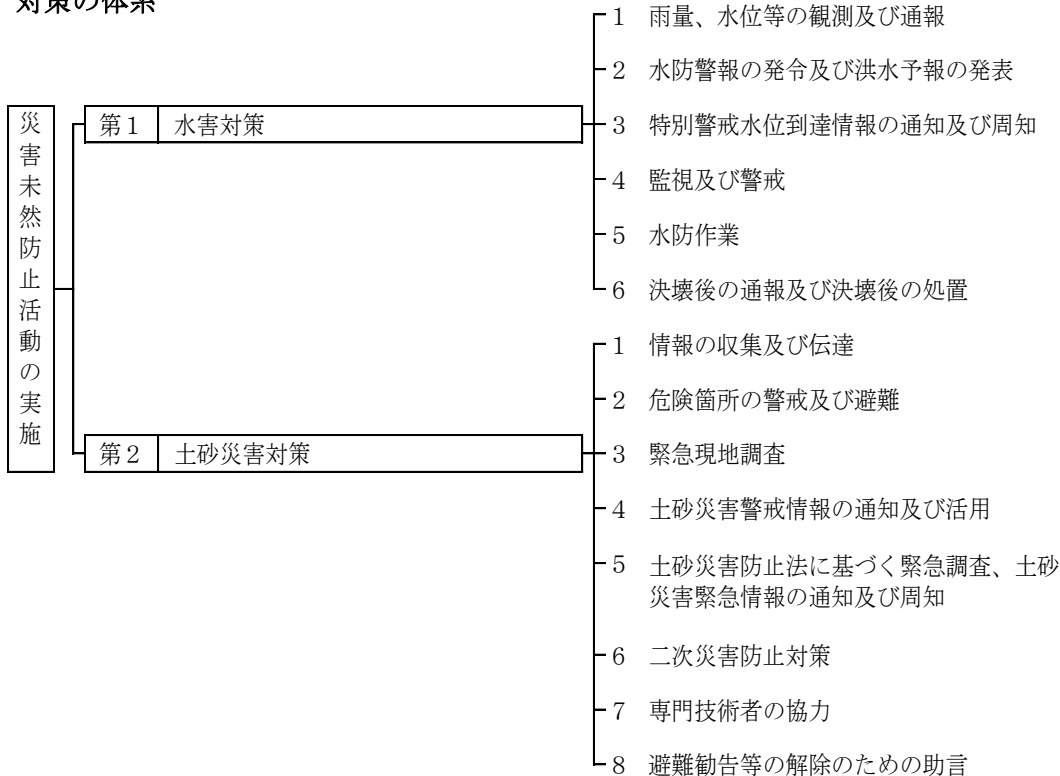 対策の体系
災害未然防止活動の実施
第1 水害対策
1 雨量、水位等の観測及び通報
2 水防警報の発令及び洪水予報の発表
3 特別警戒水位到達情報の通知及び周知
4 監視及び警戒
5 水防作業
6 決壊後の通報及び決壊後の処置
第2 土砂災害対策
1 情報の収集及び伝達
2 危険箇所の警戒及び避難
3 緊急現地調査
4 土砂災害警戒情報の通知及び活用
5 土砂災害防止法に基づく緊急調査、土砂
災害緊急情報の通知及び周知
6 二次災害防止対策
7 専門技術者の協力
8 避難勧告等の解除のための助言